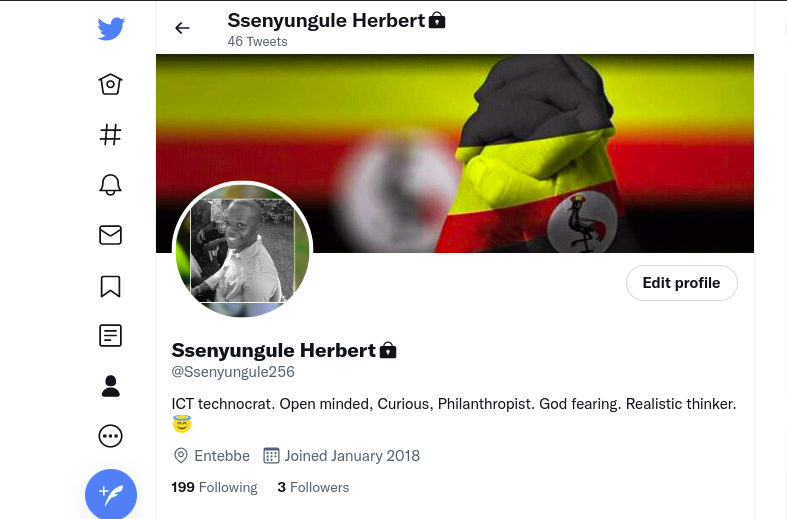 Ssenyungule Herbert
46 Tweets
Edit profile
Ssenyungule Herbert
@Ssenyungule256
ICT technocrat. Open minded, Curious, Philanthropist. God fearing. Realistic thinker.
😇
Entebbe Joined January 2018
199 Following 3 Followers